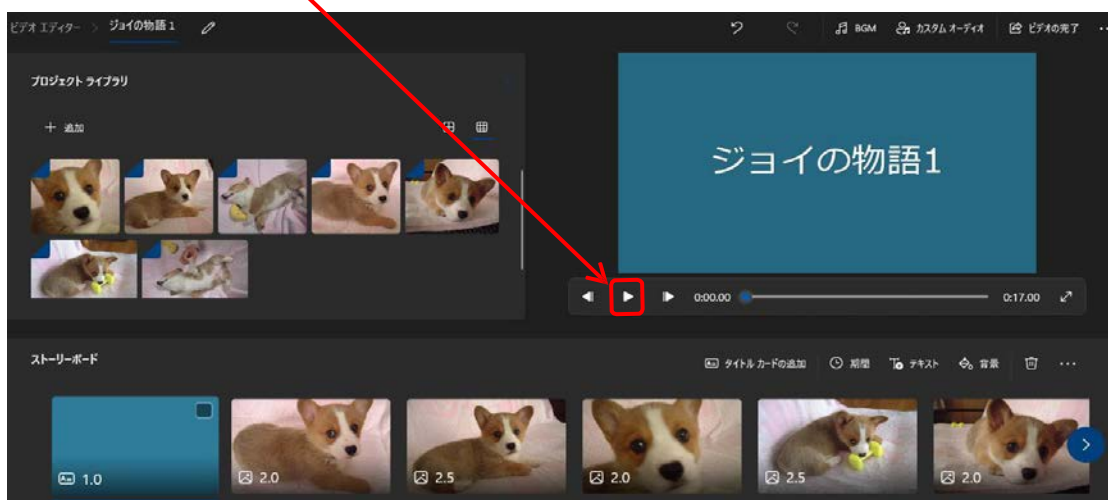 ビデオ エディター > ジョイの物語 1
BGM カスタム オーディオ ビデオの完了 ...
プロジェクト ライブラリ
+ 追加
ジョイの物語1
0:00.00 0:17.00
ストーリーボード
タイトル カードの追加 期間 テキスト 背景 ...
1.0 2.0 2.5 2.0 2.5 2.0